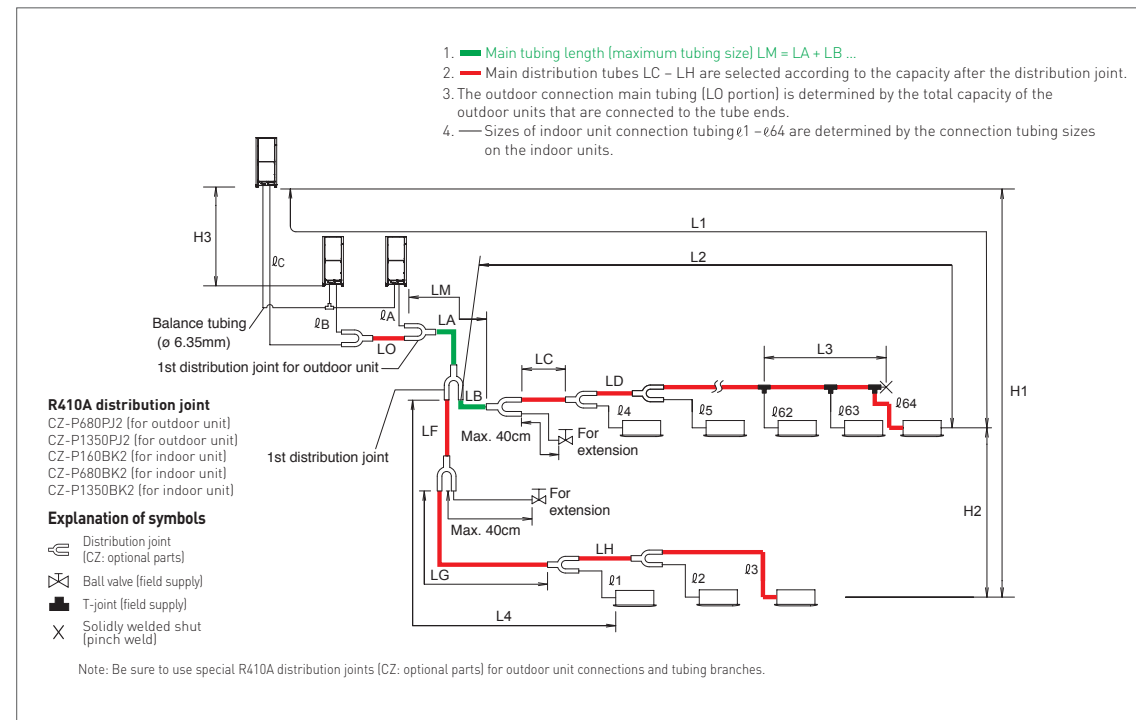 1. Main tubing length (maximum tubing size) LM = LA + LB ...
2. Main distribution tubes LC – LH are selected according to the capacity after the distribution joint.
3. The outdoor connection main tubing (LO portion) is determined by the total capacity of the
outdoor units that are connected to the tube ends.
4. Sizes of indoor unit connection tubing ℓ1 – ℓ64 are determined by the connection tubing sizes
on the indoor units.
H3
ℓC
L1
L2
LM
ℓB
ℓA
LA
LO
Balance tubing
(ø 6.35mm)
1st distribution joint for outdoor unit
LC
LD
L3
LB
ℓ4
ℓ5
ℓ62
ℓ63
ℓ64
H1
Max. 40cm
For
extension
LF
1st distribution joint
For
extension
Max. 40cm
H2
LG
LH
ℓ1
ℓ2
ℓ3
L4
R410A distribution joint
CZ-P680PJ2 (for outdoor unit)
CZ-P1350PJ2 (for outdoor unit)
CZ-P160BK2 (for indoor unit)
CZ-P680BK2 (for indoor unit)
CZ-P1350BK2 (for indoor unit)
Explanation of symbols
Distribution joint
(CZ: optional parts)
Ball valve (field supply)
T-joint (field supply)
Solidly welded shut
(pinch weld)
Note: Be sure to use special R410A distribution joints (CZ: optional parts) for outdoor unit connections and tubing branches.